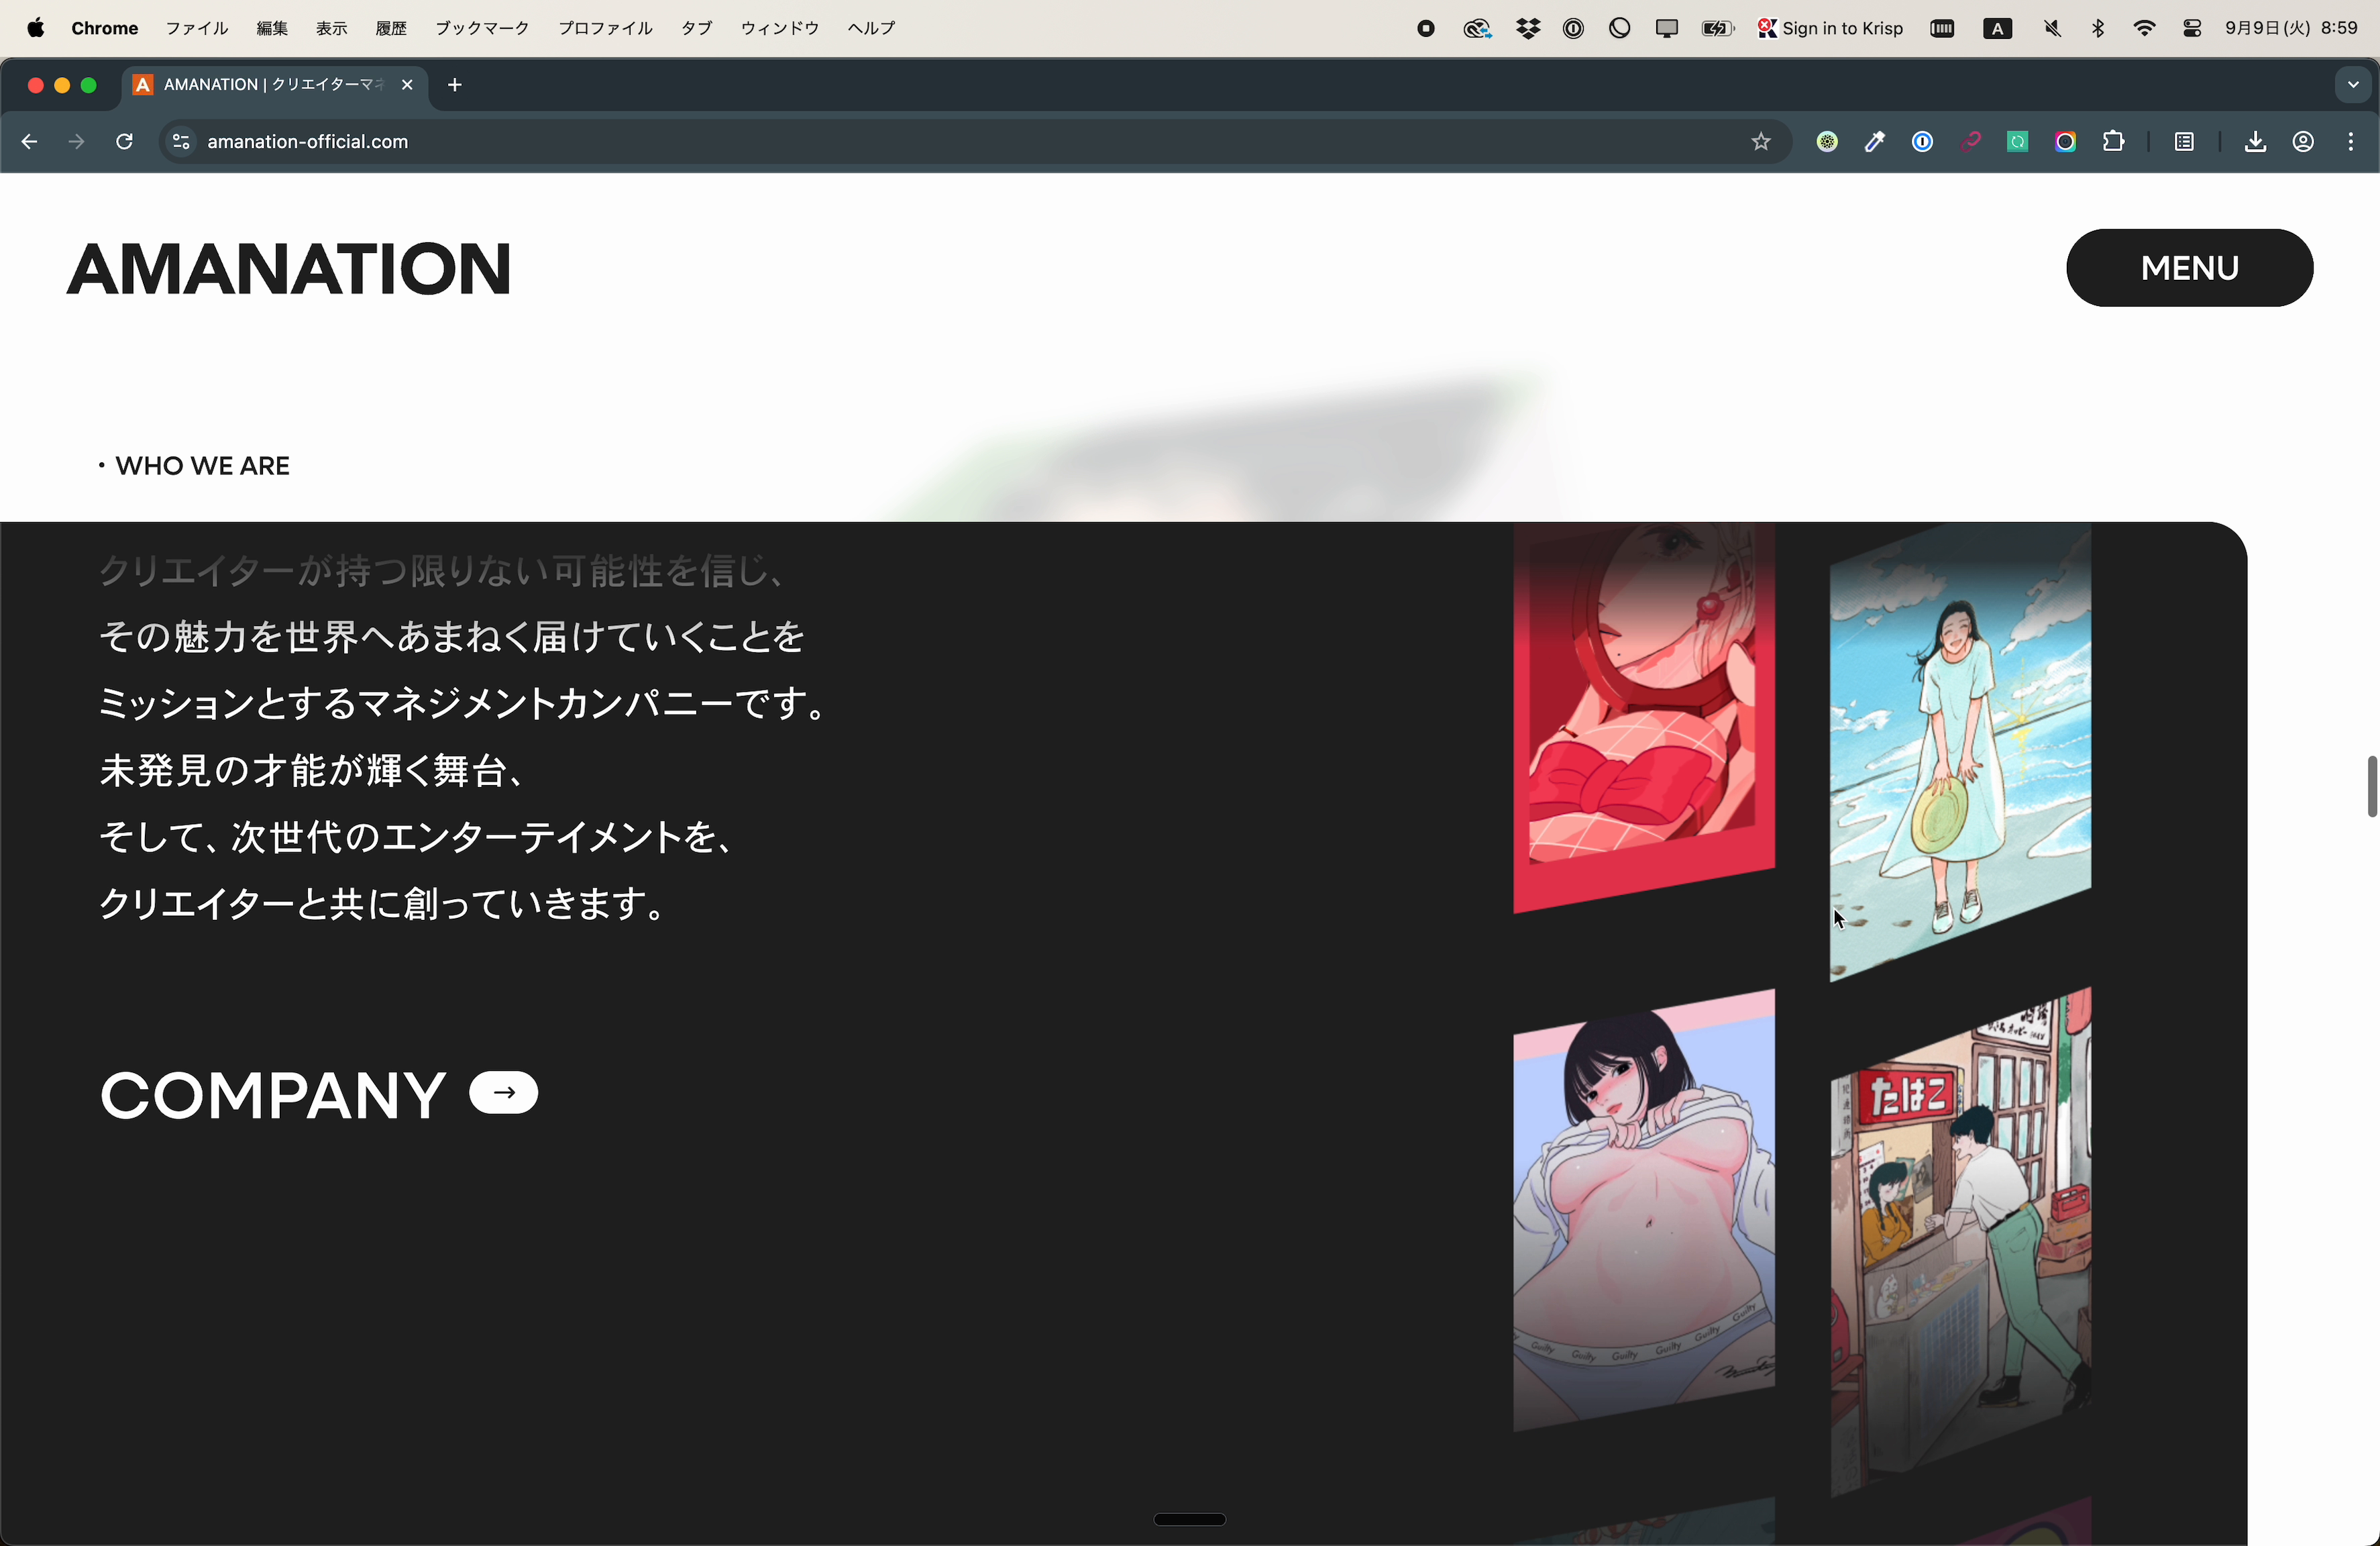 Chrome ファイル 編集 表示 履歴 ブックマーク プロファイル タブ ウィンドウ ヘルプ
Sign in to Krisp A 9月9日(火) 8:59
A AMANATION | クリエイターマネ
amanation-official.com
AMANATION
MENU
・WHO WE ARE
クリエイターが持つ限りない可能性を信じ、
その魅力を世界へあまねく届けていくことを
ミッションとするマネジメントカンパニーです。
未発見の才能が輝く舞台、
そして、次世代のエンターテイメントを、
クリエイターと共に創っていきます。
COMPANY →
たはこ
Guilty Guilty Guilty Guilty Guilty Guilty